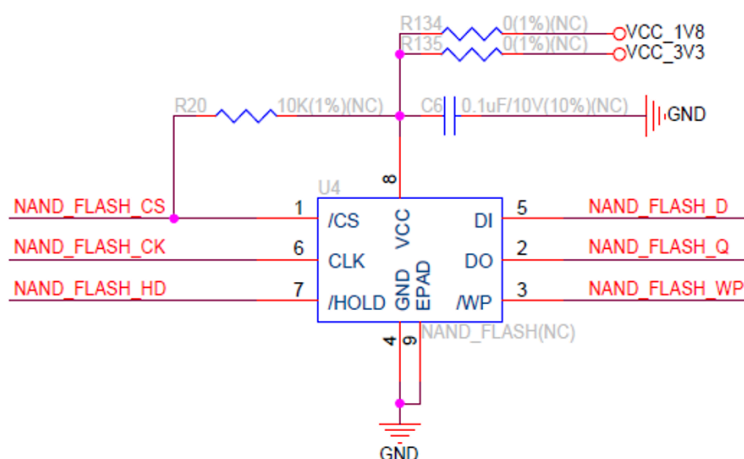 R134 0(1%)(NC) VCC_1V8
R135 0(1%)(NC) VCC_3V3
R20 10K(1%)(NC) C6 0.1uF/10V(10%)(NC) GND
8
U4
NAND_FLASH_CS 1 /CS VCC DI 5 NAND_FLASH_D
NAND_FLASH_CK 6 CLK DO 2 NAND_FLASH_Q
NAND_FLASH_HD 7 /HOLD GND EPAD /WP 3 NAND_FLASH_WP
4 9 NAND_FLASH(NC)
GND